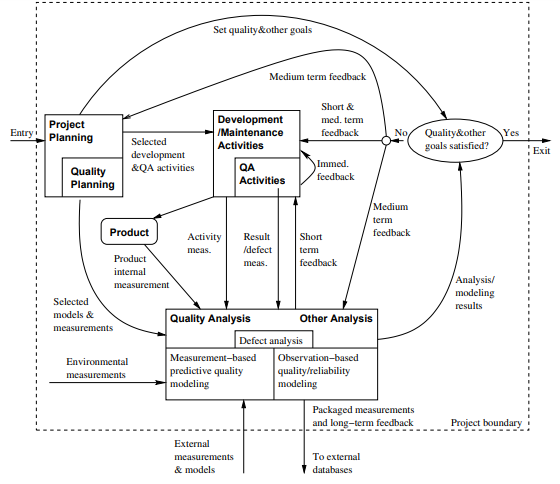 Set quality&other goals
Medium term feedback
Entry
Project
Planning
Quality
Planning
Selected
development
&QA activities
Development
/Maintenance
Activities
QA
Activities
Short &
med. term
feedback
Immed.
feedback
No
Quality&other
goals satisfied?
Yes
Exit
Product
Product
internal
measurement
Activity
meas.
Result
/defect
meas.
Short
term
feedback
Medium
term
feedback
Analysis/
modeling
results
Selected
models &
measurements
Quality Analysis
Other Analysis
Defect analysis
Measurement−based
predictive quality
modeling
Observation−based
quality/reliability
modeling
Environmental
measurements
Packaged measurements
and long−term feedback
Project boundary
External
measurements
& models
To external
databases